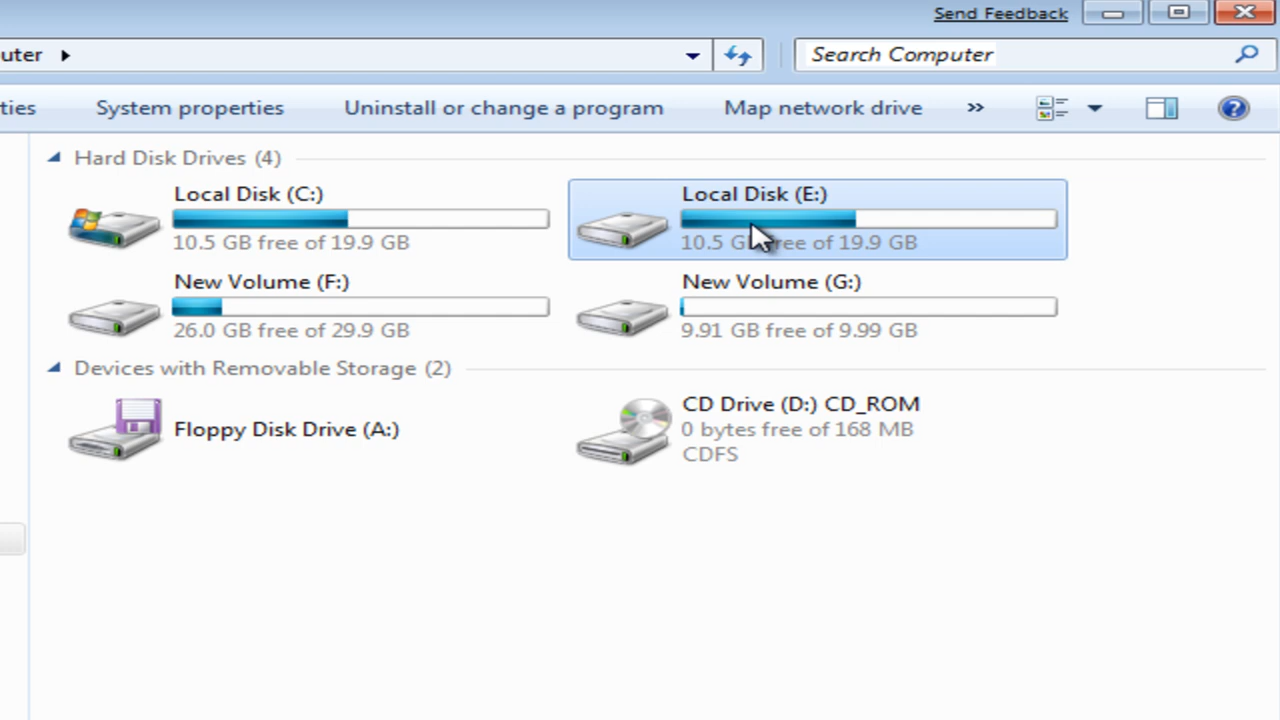 Send Feedback
uter
Search Computer
ties System properties Uninstall or change a program Map network drive »
Hard Disk Drives (4)
Local Disk (C:)
10.5 GB free of 19.9 GB
Local Disk (E:)
10.5 G free of 19.9 GB
New Volume (F:)
26.0 GB free of 29.9 GB
New Volume (G:)
9.91 GB free of 9.99 GB
Devices with Removable Storage (2)
Floppy Disk Drive (A:)
CD Drive (D:) CD_ROM
0 bytes free of 168 MB
CDFS